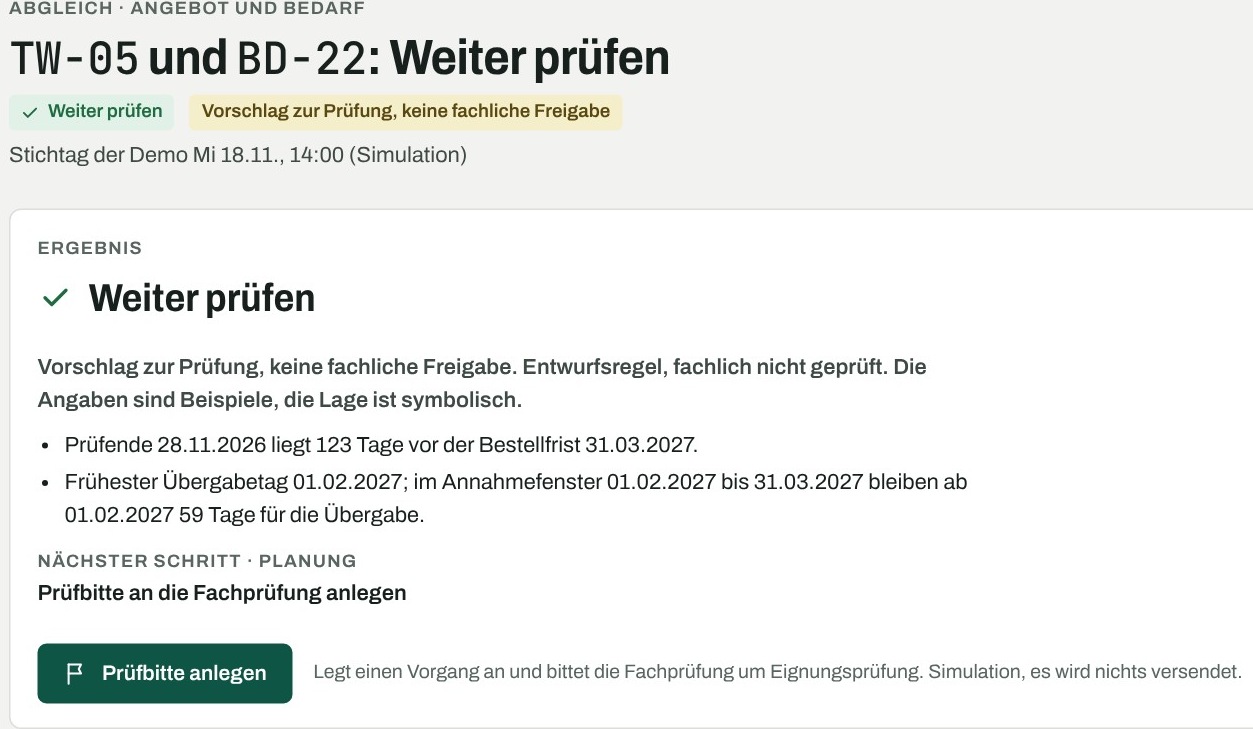 ABGLEICH · ANGEBOT UND BEDARF
TW-05 und BD-22: Weiter prüfen
Weiter prüfen
Vorschlag zur Prüfung, keine fachliche Freigabe
Stichtag der Demo Mi 18.11., 14:00 (Simulation)
ERGEBNIS
Weiter prüfen
Vorschlag zur Prüfung, keine fachliche Freigabe. Entwurfsregel, fachlich nicht geprüft. Die
Angaben sind Beispiele, die Lage ist symbolisch.
• Prüfende 28.11.2026 liegt 123 Tage vor der Bestellfrist 31.03.2027.
• Frühester Übergabetag 01.02.2027; im Annahmefenster 01.02.2027 bis 31.03.2027 bleiben ab
01.02.2027 59 Tage für die Übergabe.
NÄCHSTER SCHRITT · PLANUNG
Prüfbitte an die Fachprüfung anlegen
Prüfbitte anlegen
Legt einen Vorgang an und bittet die Fachprüfung um Eignungsprüfung. Simulation, es wird nichts versendet.